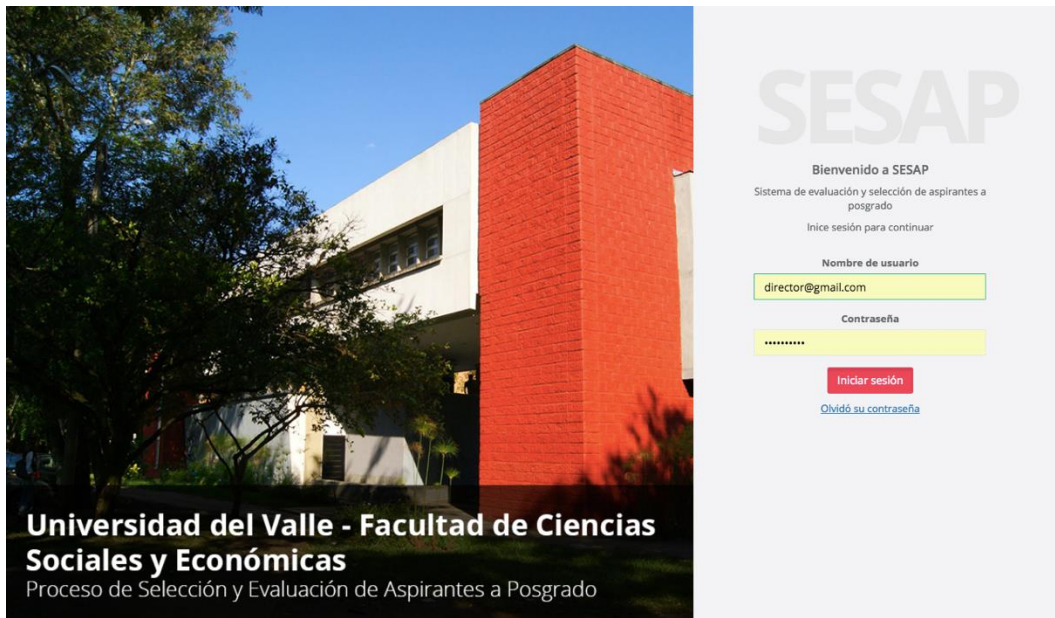 Universidad del Valle - Facultad de Ciencias
Sociales y Económicas
Proceso de Selección y Evaluación de Aspirantes a Posgrado
SESAP
Bienvenido a SESAP
Sistema de evaluación y selección de aspirantes a
posgrado
Inice sesión para continuar
Nombre de usuario
director@gmail.com
Contraseña
••••••••••
Iniciar sesión
Olvidó su contraseña